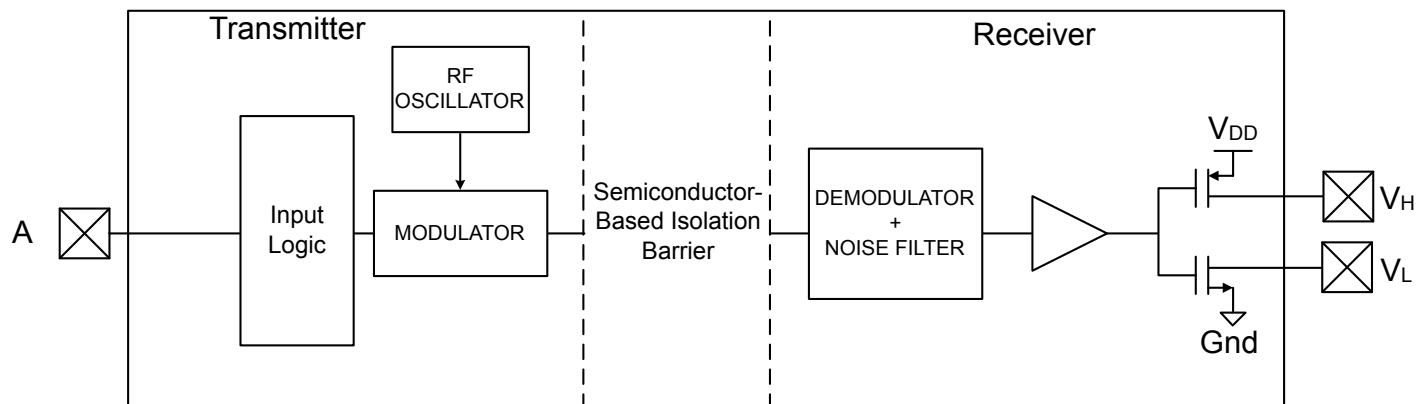 Transmitter
Receiver
RF
OSCILLATOR
Input
Logic
MODULATOR
A
Semiconductor-
Based Isolation
Barrier
DEMODULATOR
+
NOISE FILTER
VDD
VH
VL
Gnd